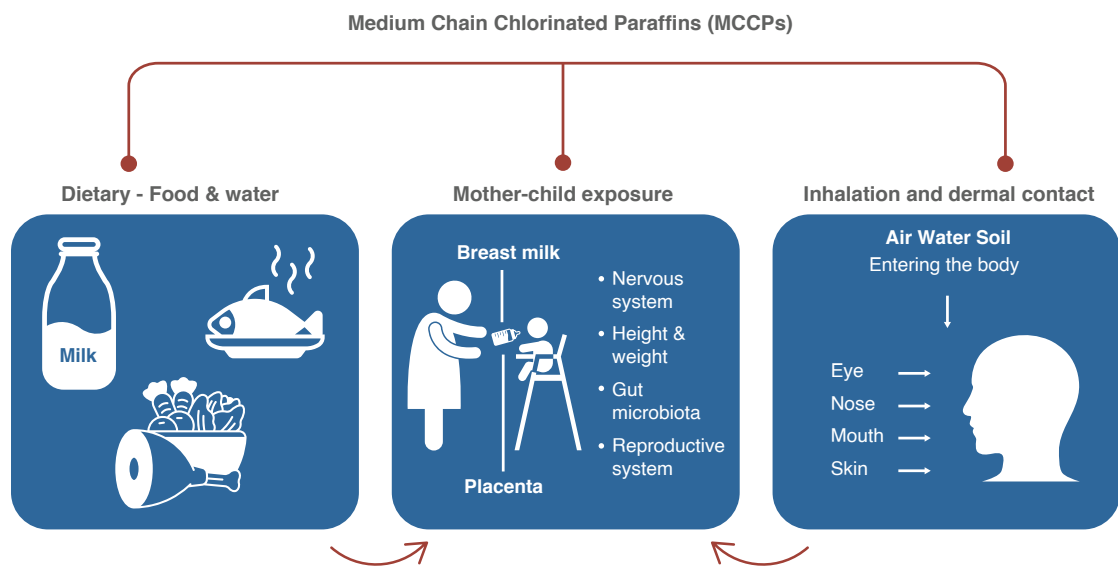 Medium Chain Chlorinated Paraffins (MCCPs)
Dietary - Food & water
Milk
Mother-child exposure
Breast milk
Placenta
• Nervous
system
• Height &
weight
• Gut
microbiota
• Reproductive
system
Inhalation and dermal contact
Air Water Soil
Entering the body
Eye
Nose
Mouth
Skin